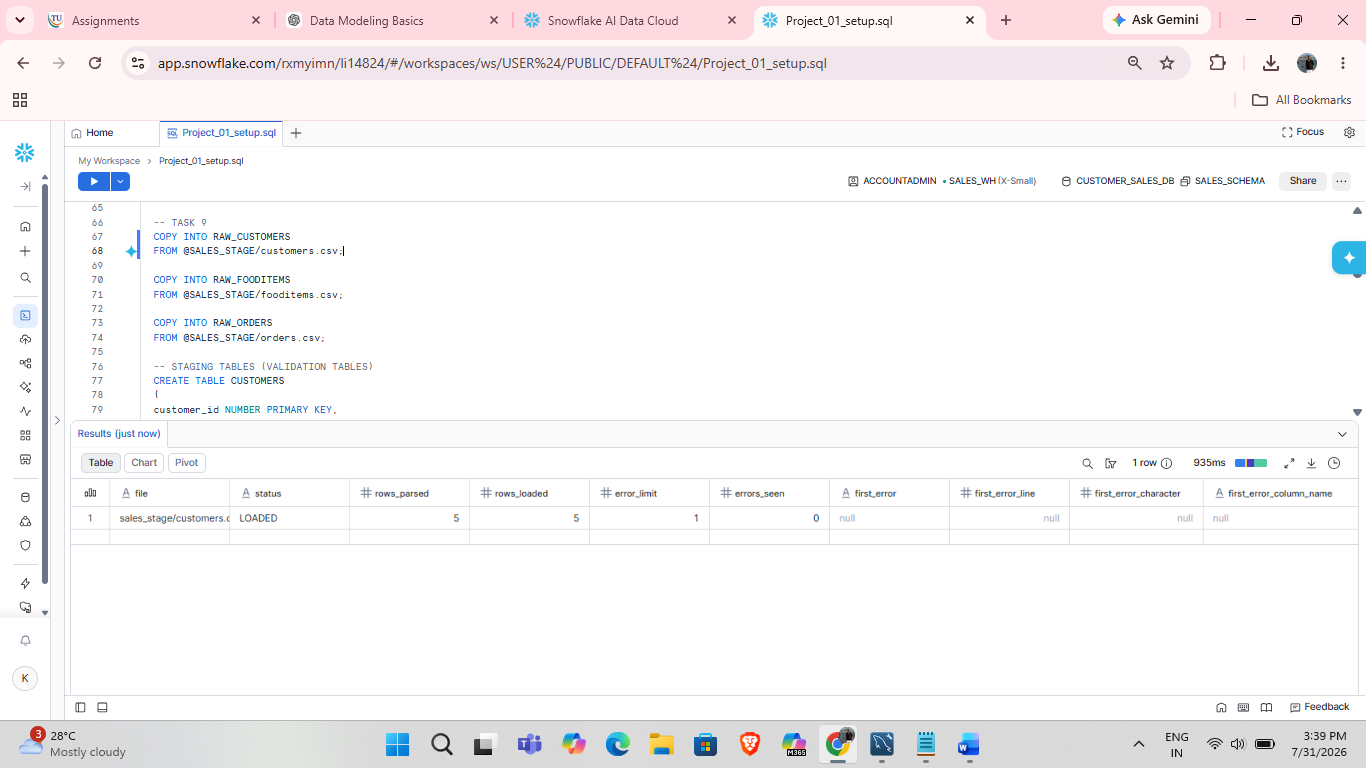 Assignments
Data Modeling Basics
Snowflake AI Data Cloud
Project_01_setup.sql
Ask Gemini
app.snowflake.com/rxmyimn/li14824/#/workspaces/ws/USER%24/PUBLIC/DEFAULT%24/Project_01_setup.sql
All Bookmarks
Home
Project_01_setup.sql
Focus
My Workspace > Project_01_setup.sql
ACCOUNTADMIN • SALES_WH (X-Small)
CUSTOMER_SALES_DB
SALES_SCHEMA
Share
65
66 -- TASK 9
67 COPY INTO RAW_CUSTOMERS
68 FROM @SALES_STAGE/customers.csv;
69
70 COPY INTO RAW_FOODITEMS
71 FROM @SALES_STAGE/fooditems.csv;
72
73 COPY INTO RAW_ORDERS
74 FROM @SALES_STAGE/orders.csv;
75
76 -- STAGING TABLES (VALIDATION TABLES)
77 CREATE TABLE CUSTOMERS
78 (
79 customer_id NUMBER PRIMARY KEY,
Results (just now)
Table Chart Pivot
1 row
935ms
file status rows_parsed rows_loaded error_limit errors_seen first_error first_error_line first_error_character first_error_column_name
1 sales_stage/customers.c LOADED 5 5 1 0 null null null null
K
Feedback
3
28°C
Mostly cloudy
M365
ENG
IN
3:39 PM
7/31/2026